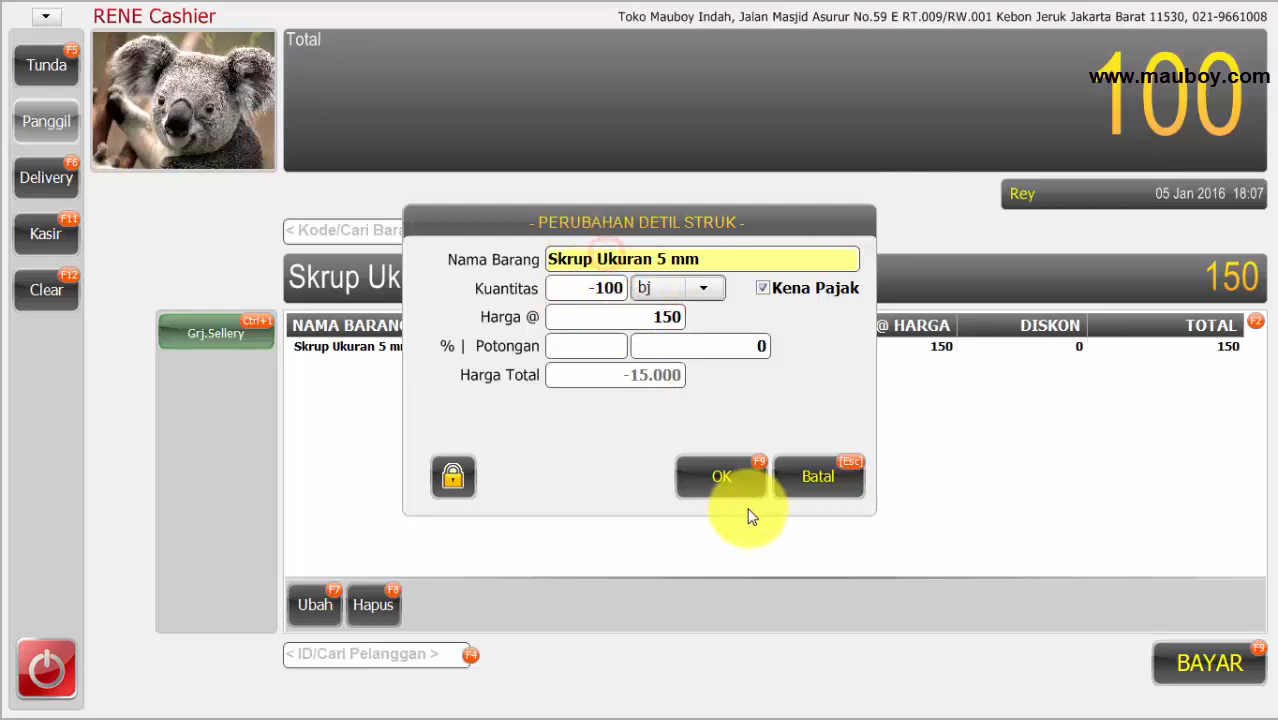 RENE Cashier
Toko Mauboy Indah, Jalan Masjid Asurur No.59 E RT.009/RW.001 Kebon Jeruk Jakarta Barat 11530, 021-9661008
Tunda F5
Panggil
Delivery F6
Kasir F11
Clear F12
Total
100
www.mauboy.com
Rey 05 Jan 2016 18:07
< Kode/Cari Bara
Skrup Uk 150
Grj.Sellery Ctrl+1
NAMA BARANG @ HARGA DISKON TOTAL F2
Skrup Ukuran 5 m 150 0 150
- PERUBAHAN DETIL STRUK -
Nama Barang Skrup Ukuran 5 mm
Kuantitas -100 bj Kena Pajak
Harga @ 150
% | Potongan 0
Harga Total -15.000
OK F9 Batal [Esc]
Ubah F7 Hapus F8
< ID/Cari Pelanggan > F4
BAYAR F9